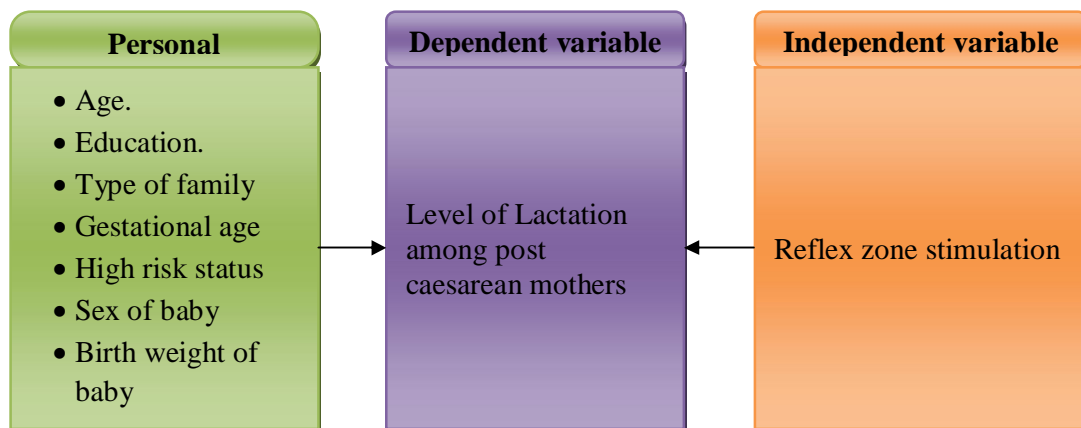 Personal
• Age.
• Education.
• Type of family
• Gestational age
• High risk status
• Sex of baby
• Birth weight of
baby
Dependent variable
Level of Lactation
among post
caesarean mothers
Independent variable
Reflex zone stimulation